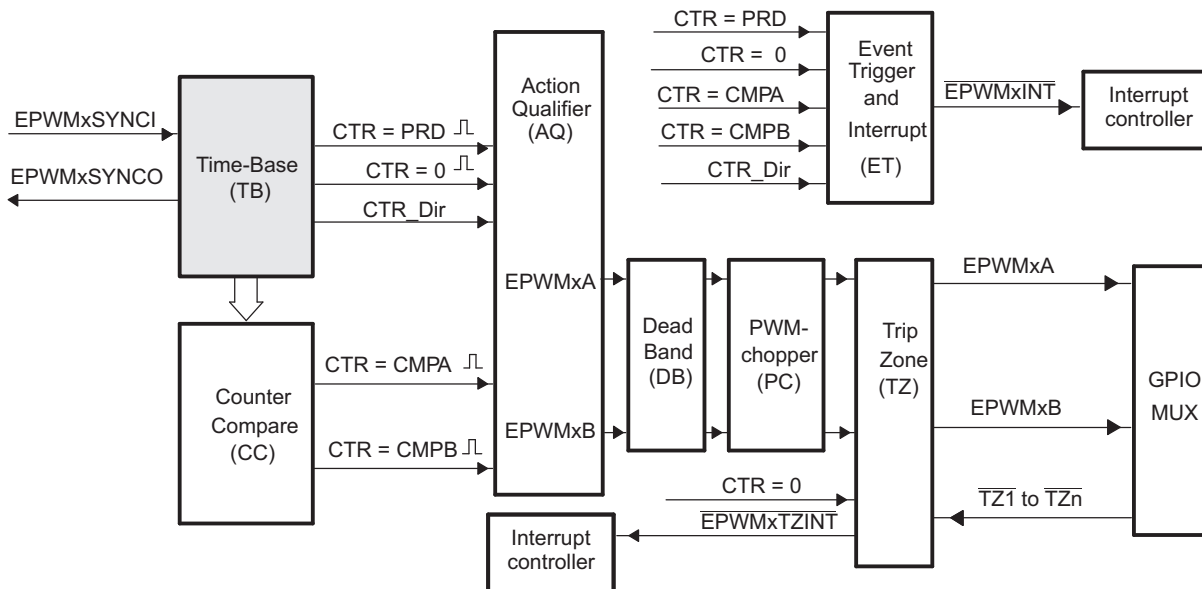 EPWMxSYNCI
EPWMxSYNCO
Time-Base
(TB)
CTR = PRD
CTR = 0
CTR_Dir
Counter
Compare
(CC)
CTR = CMPA
CTR = CMPB
Action
Qualifier
(AQ)
EPWMxA
EPWMxB
CTR = PRD
CTR = 0
CTR = CMPA
CTR = CMPB
CTR_Dir
Event
Trigger
and
Interrupt
(ET)
EPWMxINT
Interrupt
controller
Dead
Band
(DB)
PWM-
chopper
(PC)
Trip
Zone
(TZ)
EPWMxA
EPWMxB
TZ1 to TZn
GPIO
MUX
CTR = 0
EPWMxTZINT
Interrupt
controller